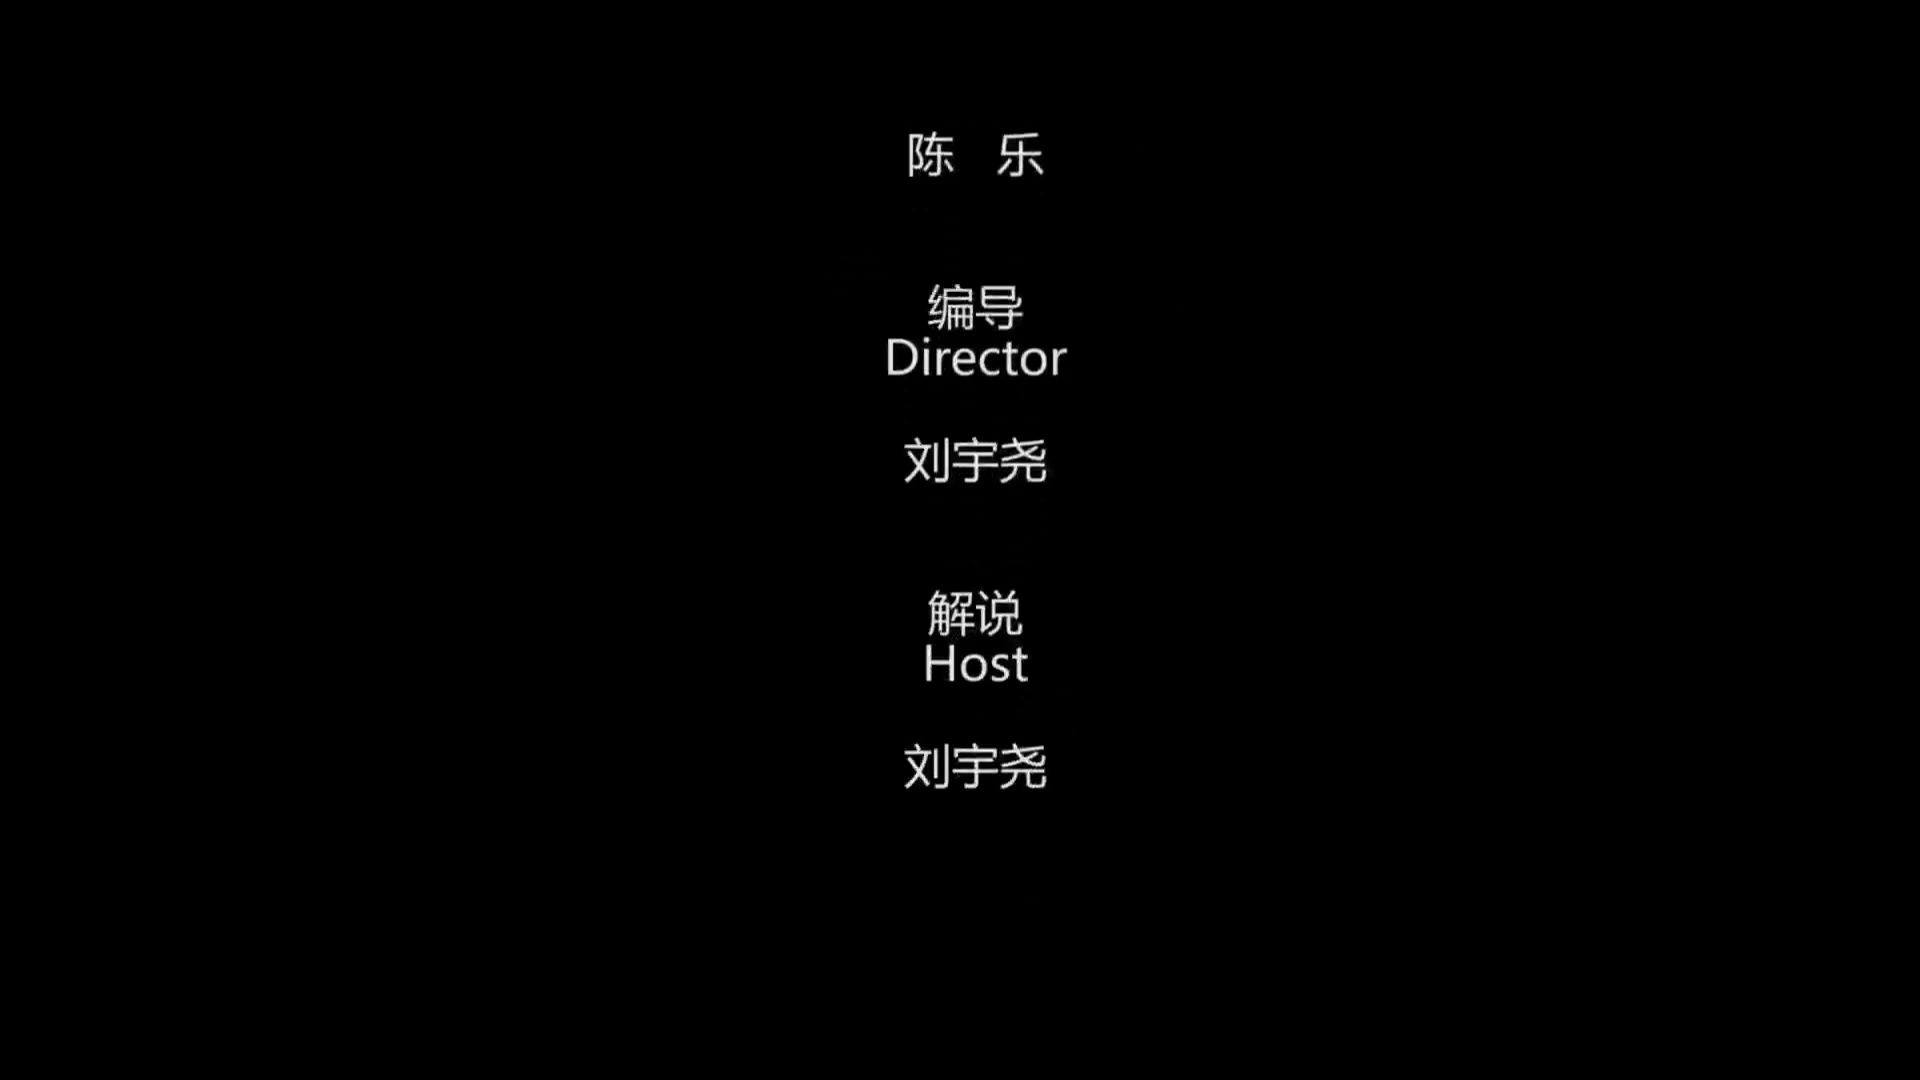 陈 乐
编导
Director
刘宇尧
解说
Host
刘宇尧